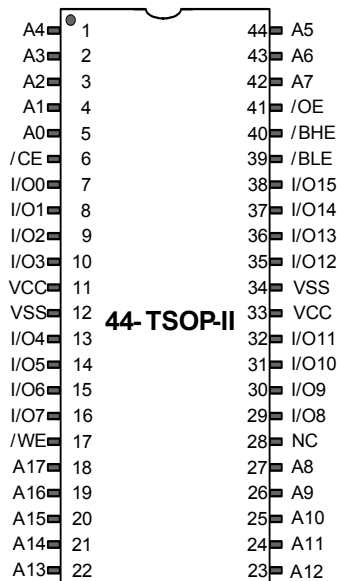 A4 1 44 A5
A3 2 43 A6
A2 3 42 A7
A1 4 41 /OE
A0 5 40 /BHE
/CE 6 39 /BLE
I/O0 7 38 I/O15
I/O1 8 37 I/O14
I/O2 9 36 I/O13
I/O3 10 35 I/O12
VCC 11 34 VSS
VSS 12 33 VCC
44-TSOP-II
I/O4 13 32 I/O11
I/O5 14 31 I/O10
I/O6 15 30 I/O9
I/O7 16 29 I/O8
/WE 17 28 NC
A17 18 27 A8
A16 19 26 A9
A15 20 25 A10
A14 21 24 A11
A13 22 23 A12